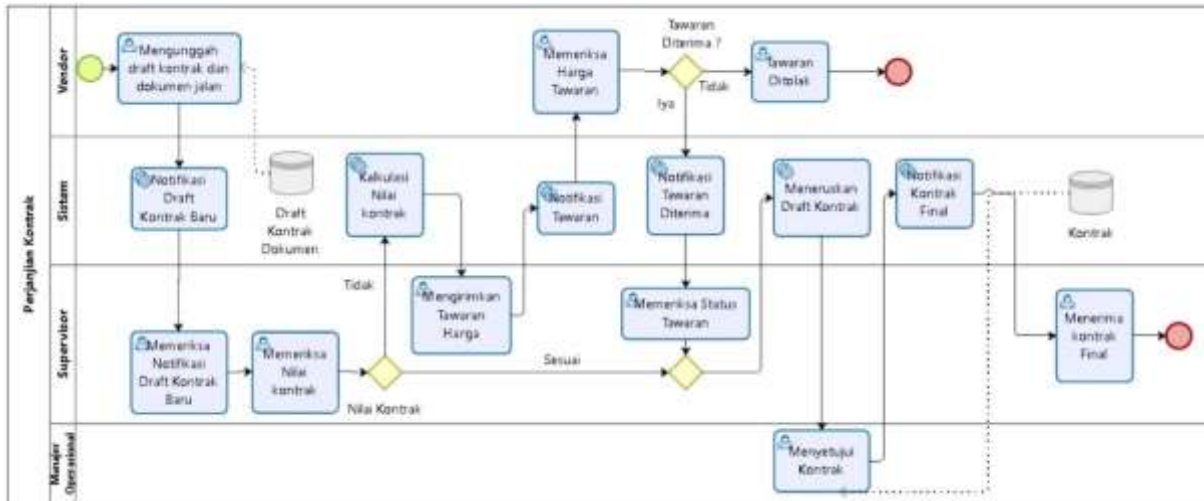 Perjanjian Kontrak
Vendor
Mengunggah
draft kontrak dan
dokumen jalan
Memeriksa
Harga
Tawaran
Tawaran
Diterima ?
Tidak
Iya
Tawaran
Ditolak
Sistem
Notifikasi
Draft
Kontrak Baru
Draft
Kontrak
Dokumen
Kalkulasi
Nilai
kontrak
Notifikasi
Tawaran
Notifikasi
Tawaran
Diterima
Meneruskan
Draft Kontrak
Notifikasi
Kontrak
Final
Kontrak
Supervisor
Memeriksa
Notifikasi
Draft Kontrak
Baru
Memeriksa
Nilai
kontrak
Tidak
Nilai Kontrak
Mengirimkan
Tawaran
Harga
Sesuai
Memeriksa Status
Tawaran
Menerima
kontrak
Final
Manajer
Operasional
Menyetujui
Kontrak